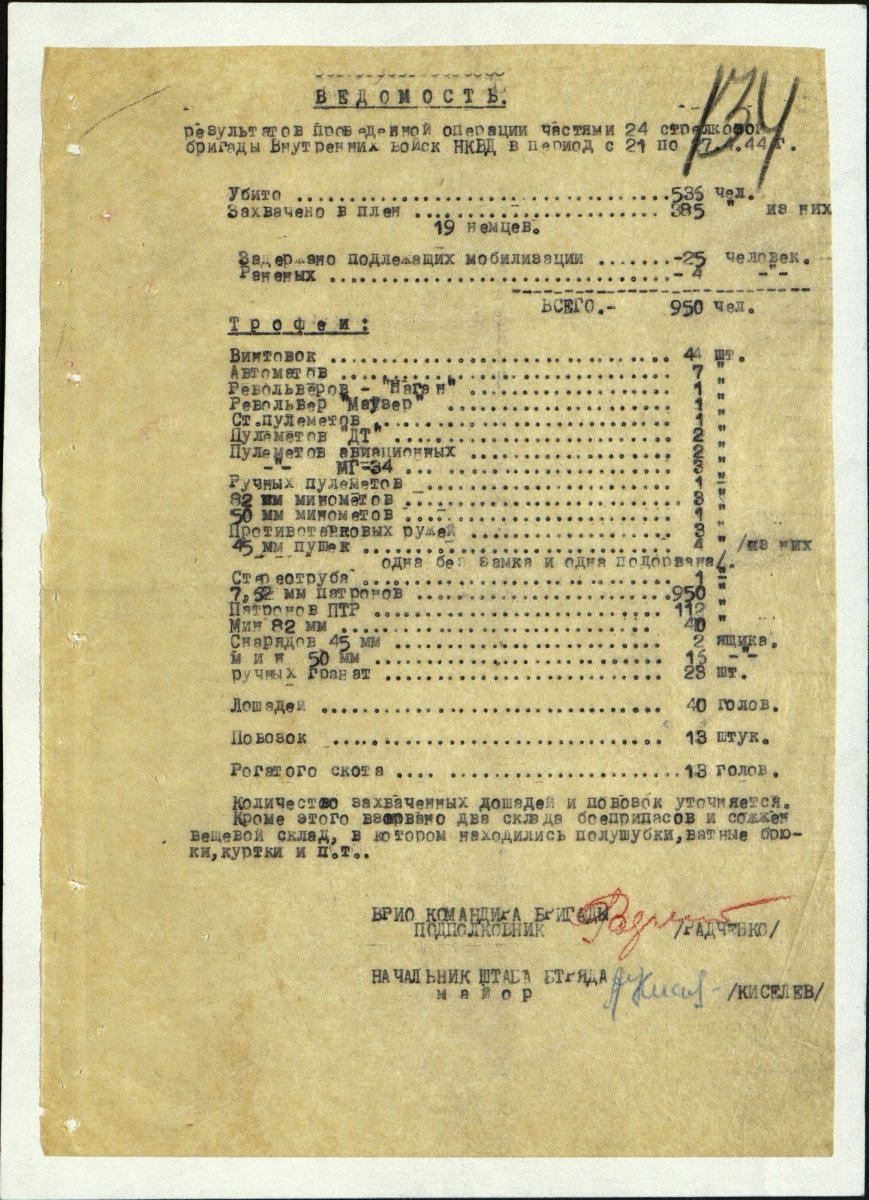 134
ВЕДОМОСТЬ.
результатов проведенной операции частями 24 стрелковой
бригады Внутренних войск НКВД в период с 21 по 27.4.44 г.
Убито ........................................ 536 чел.
Захвачено в плен ........................ 385 " из них
19 немцев.
Задержано подлежащих мобилизации ....... -25 человек.
Раненых .................................. - 4 -"-
ВСЕГО.- 950 чел.
Трофеи:
Винтовок .................................... 44 шт.
Автоматов ................................... 7 "
Револьверов - "Наган" ....................... 1 "
Револьвер "Маузер" .......................... 1 "
Ст.пулеметов ................................ 1 "
Пулеметов "ДТ" .............................. 2 "
Пулеметов авиационных ....................... 2 "
-"- МГ-34 ................................... 3 "
Ручных пулеметов ............................ 1 "
82 мм минометов ............................. 3 "
50 мм минометов ............................. 1 "
Противотанковых ружей ....................... 3 "
45 мм пушек ................................. 4 " /из них
одна без замка и одна подорвана/.
Стереотруба ................................. 1 "
7,62 мм патронов ............................ 950 "
Патронов ПТР ................................ 112 "
Мин 82 мм ................................... 40 "
Снарядов 45 мм .............................. 2 ящика.
м и н 50 мм ................................. 16 -"-
ручных гранат ............................... 23 шт.
Лошадей ..................................... 40 голов.
Повозок ..................................... 13 штук.
Рогатого скота .... ......................... 13 голов.
Количество захваченных лошадей и повозок уточняется.
Кроме этого взорвано два склада боеприпасов и сожжен
вещевой склад, в котором находились полушубки,ватные брю-
ки,куртки и п.т..
ВРИО КОМАНДИРА БРИГАДЫ
ПОДПОЛКОВНИК /РАДЧЕНКО/
НАЧАЛЬНИК ШТАБА ОТРЯДА
м а й о р /КИСЕЛЕВ/